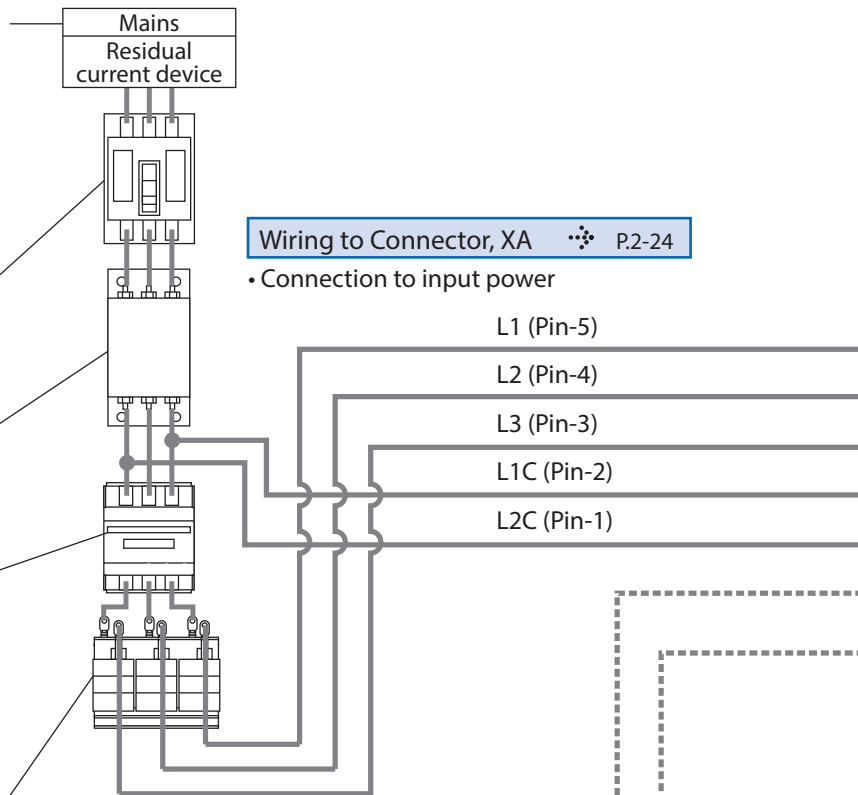 Mains
Residual
current device
Wiring to Connector, XA P.2-24
• Connection to input power
L1 (Pin-5)
L2 (Pin-4)
L3 (Pin-3)
L1C (Pin-2)
L2C (Pin-1)